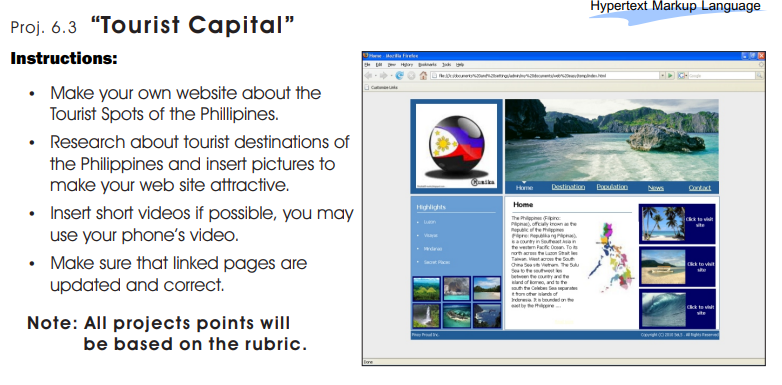 Hypertext Markup Language
Proj. 6.3 "Tourist Capital"
Instructions:
• Make your own website about the
Tourist Spots of the Phillipines.
• Research about tourist destinations of
the Philippines and insert pictures to
make your web site attractive.
• Insert short videos if possible, you may
use your phone's video.
• Make sure that linked pages are
updated and correct.
Note: All projects points will
be based on the rubric.
Home - Mozilla Firefox
File Edit View History Bookmarks Tools Help
Customize Links
Home Destination Population News Contact
Highlights
Luzon
Visayas
Mindanao
Secret Places
Home
The Philippines (Filipino:
Pilipinas), officially known as the
Republic of the Philippines
(Filipino: Republika ng Pilipinas),
is a country in Southeast Asia in
the western Pacific Ocean. To its
north across the Luzon Strait lies
Taiwan. West across the South
China Sea sits Vietnam. The Sulu
Sea to the southwest lies
between the country and the
island of Borneo, and to the
south the Celebes Sea separates
it from other islands of
Indonesia. It is bounded on the
east by the Philippine ....
Click to visit
site
Click to visit
site
Click to visit
site
Pinoy Proud Inc.
All Rights Reserved
Done